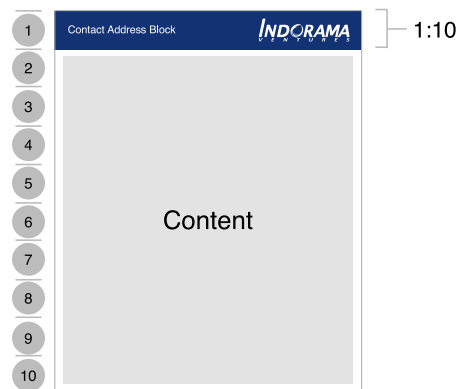 1
Contact Address Block
INDORAMA
VENTURES
1:10
2
3
4
5
6
Content
7
8
9
10